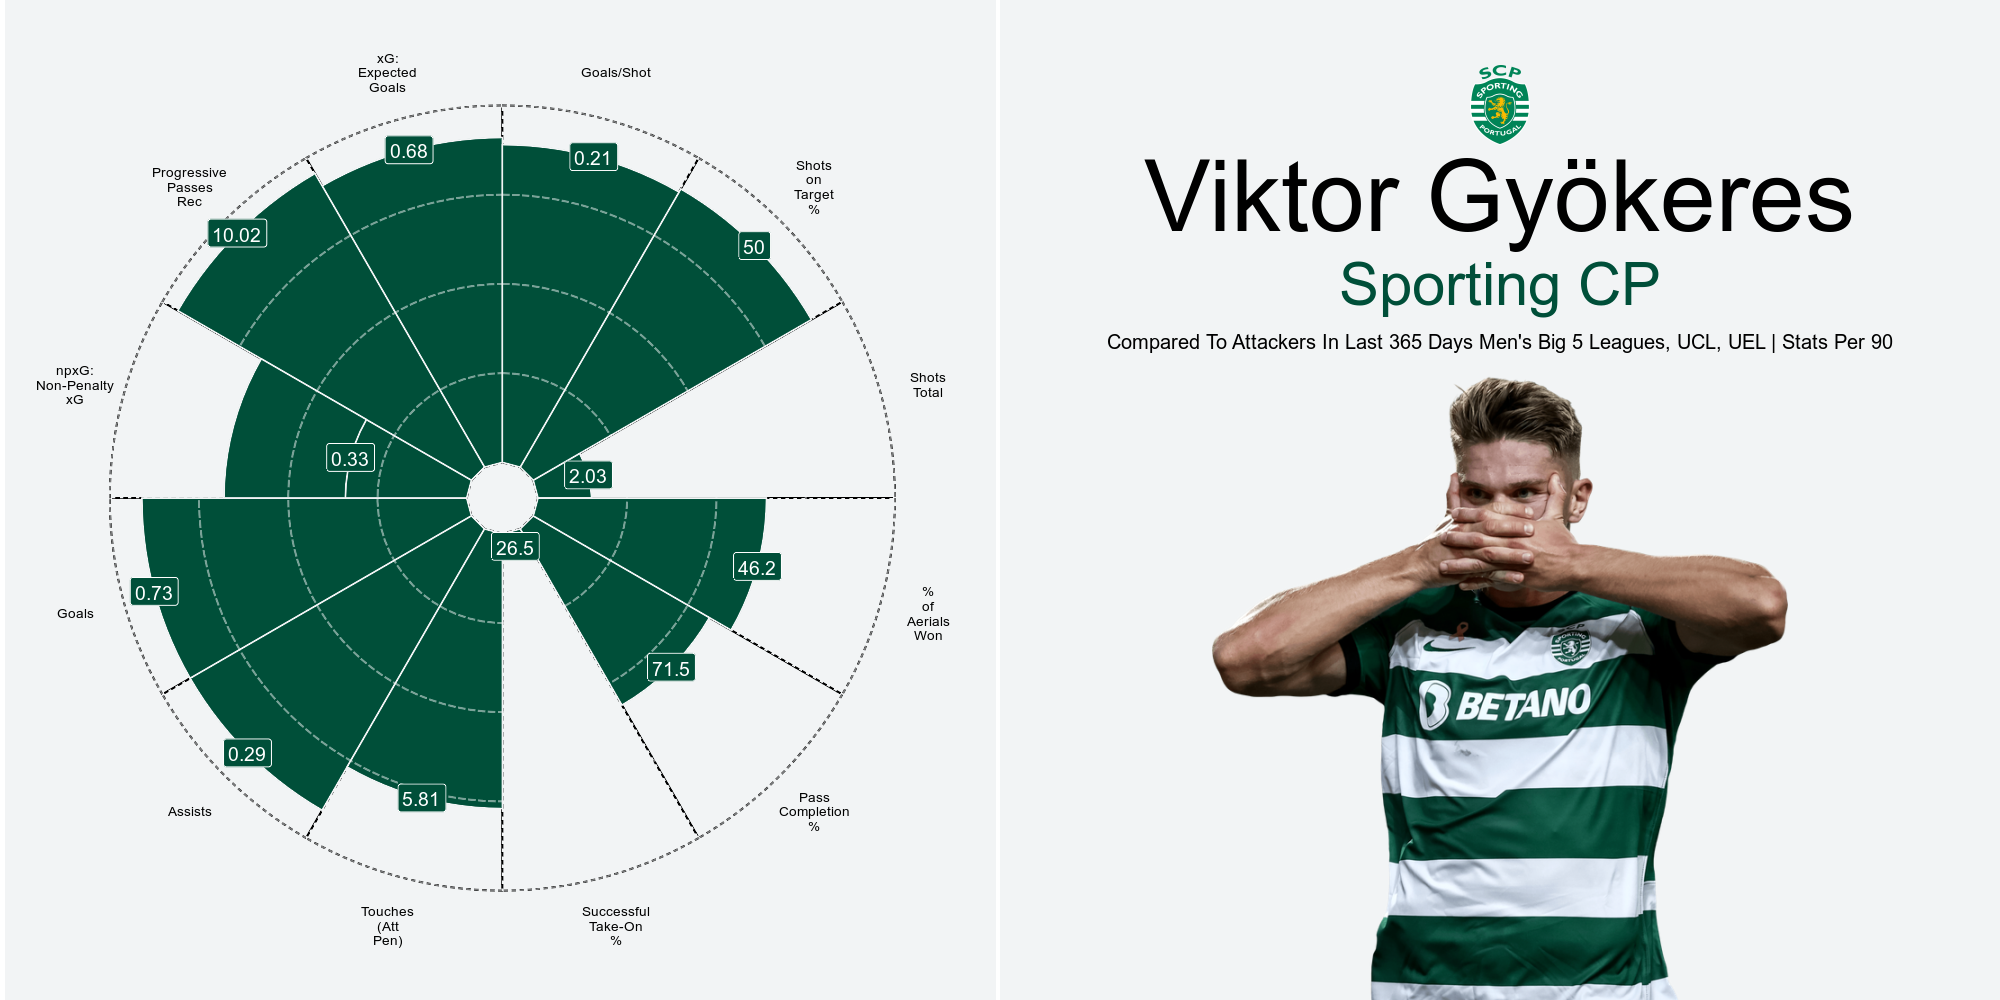 xG:
Expected
Goals
Goals/Shot
Progressive
Passes
Rec
Shots
on
Target
%
npxG:
Non-Penalty
xG
Shots
Total
Goals
%
of
Aerials
Won
Assists
Pass
Completion
%
Touches
(Att
Pen)
Successful
Take-On
%
0.68
0.21
10.02
50
0.33
2.03
26.5
46.2
0.73
71.5
0.29
5.81
SCP
SPORTING
PORTUGAL
Viktor Gyökeres
Sporting CP
Compared To Attackers In Last 365 Days Men's Big 5 Leagues, UCL, UEL | Stats Per 90
SCP
SPORTING
PORTUGAL
BETANO